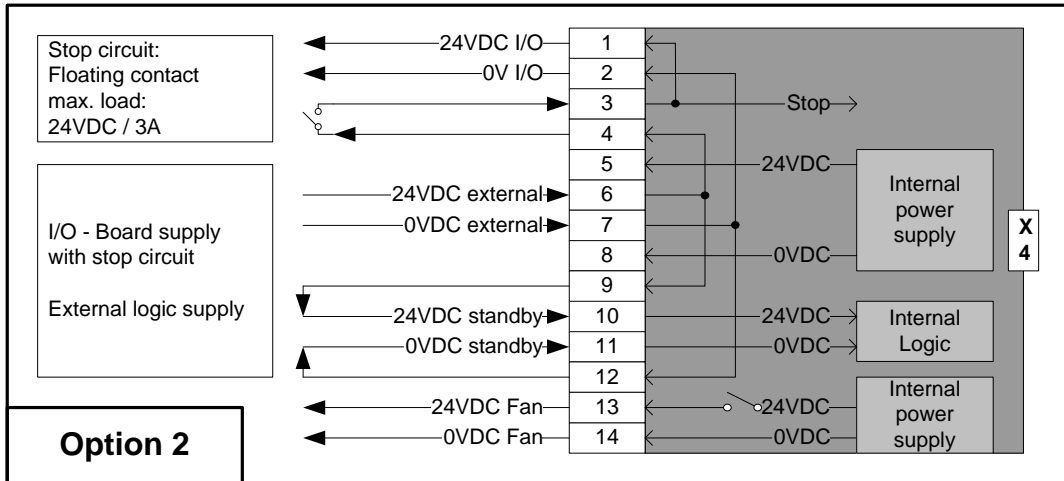 Stop circuit:
Floating contact
max. load:
24VDC / 3A
I/O - Board supply
with stop circuit
External logic supply
Option 2
24VDC I/O
0V I/O
24VDC external
0VDC external
24VDC standby
0VDC standby
24VDC Fan
0VDC Fan
1
2
3
4
5
6
7
8
9
10
11
12
13
14
Stop
24VDC
0VDC
24VDC
0VDC
24VDC
0VDC
Internal
power
supply
Internal
Logic
Internal
power
supply
X
4